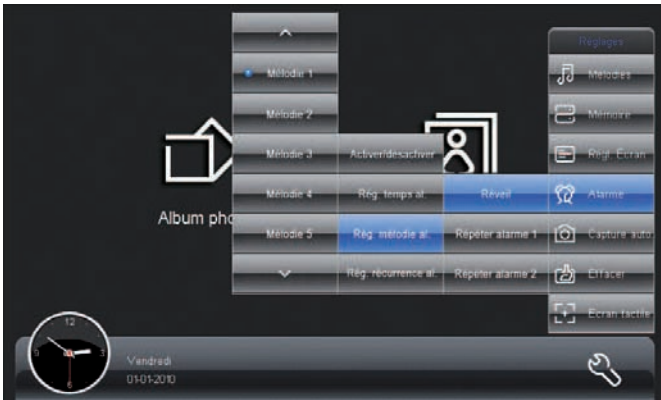 Réglages
Mélodies
Mémoire
Régl. Écran
Alarme
Capture auto.
Effacer
Écran tactile
Réveil
Répéter alarme 1
Répéter alarme 2
Activer/désactiver
Rég. temps al.
Rég. mélodie al.
Rég. récurrence al.
Mélodie 1
Mélodie 2
Mélodie 3
Mélodie 4
Mélodie 5
Album pho
12
3
6
9
Vendredi
01-01-2010